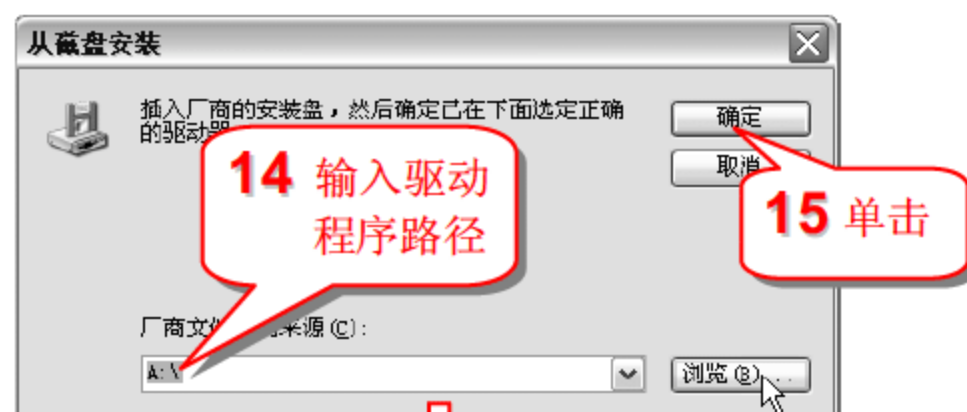 从磁盘安装
插入厂商的安装盘，然后确定已在下面选定正确
的驱动器
确定
取消
14 输入驱动
程序路径
15 单击
厂商文件 来源(C):
A:\
浏览(B)...